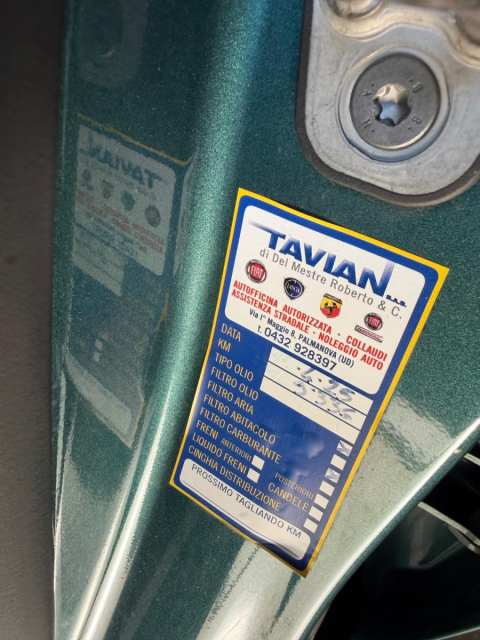 TAVIAN...
di Del Mestre Roberto & C.
FIAT
AUTOFFICINA AUTORIZZATA - COLLAUDI
ASSISTENZA STRADALE - NOLEGGIO AUTO
Via 1° Maggio 8, PALMANOVA (UD)
t. 0432 928397
DATA
KM
TIPO OLIO
FILTRO OLIO
FILTRO ARIA
FILTRO ABITACOLO
FILTRO CARBURANTE
FRENI ANTERIORI POSTERIORI
LIQUIDO FRENI CANDELE
CINGHIA DISTRIBUZIONE
PROSSIMO TAGLIANDO KM